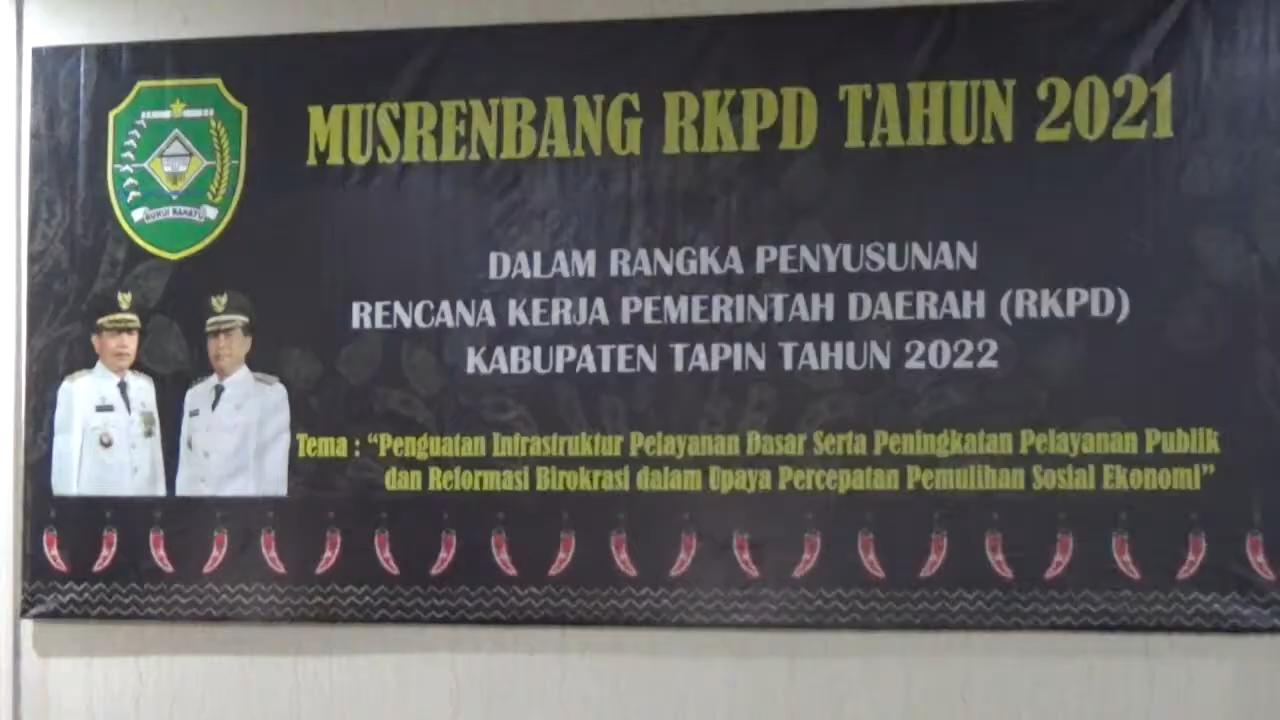 MUSRENBANG RKPD TAHUN 2021
DALAM RANGKA PENYUSUNAN
RENCANA KERJA PEMERINTAH DAERAH (RKPD)
KABUPATEN TAPIN TAHUN 2022
Tema : “Penguatan Infrastruktur Pelayanan Dasar Serta Peningkatan Pelayanan Publik
dan Reformasi Birokrasi dalam Upaya Percepatan Pemulihan Sosial Ekonomi”